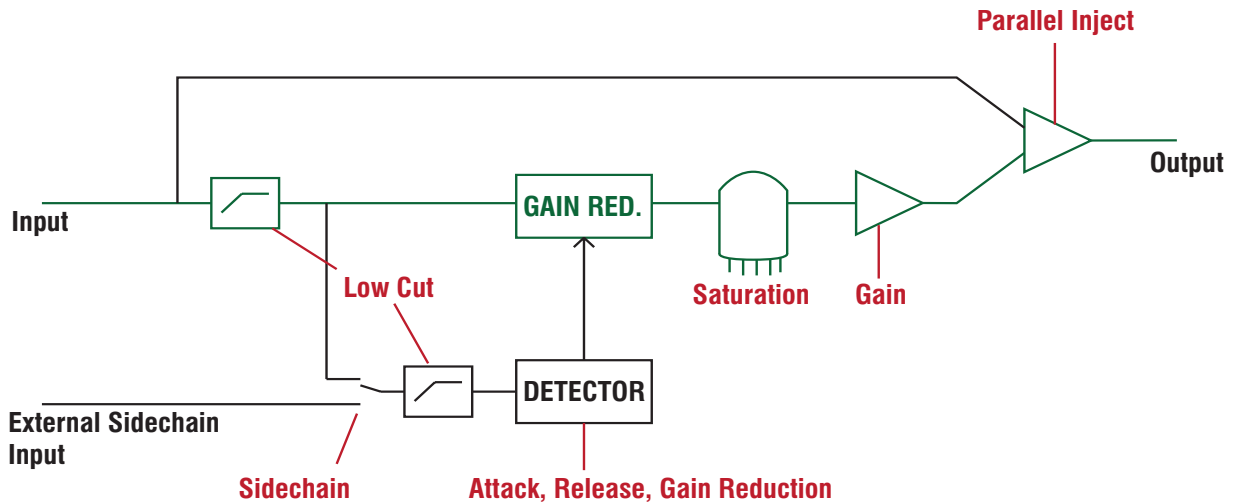 Parallel Inject
Output
Input
GAIN RED.
Low Cut
Saturation
Gain
DETECTOR
External Sidechain
Input
Sidechain
Attack, Release, Gain Reduction